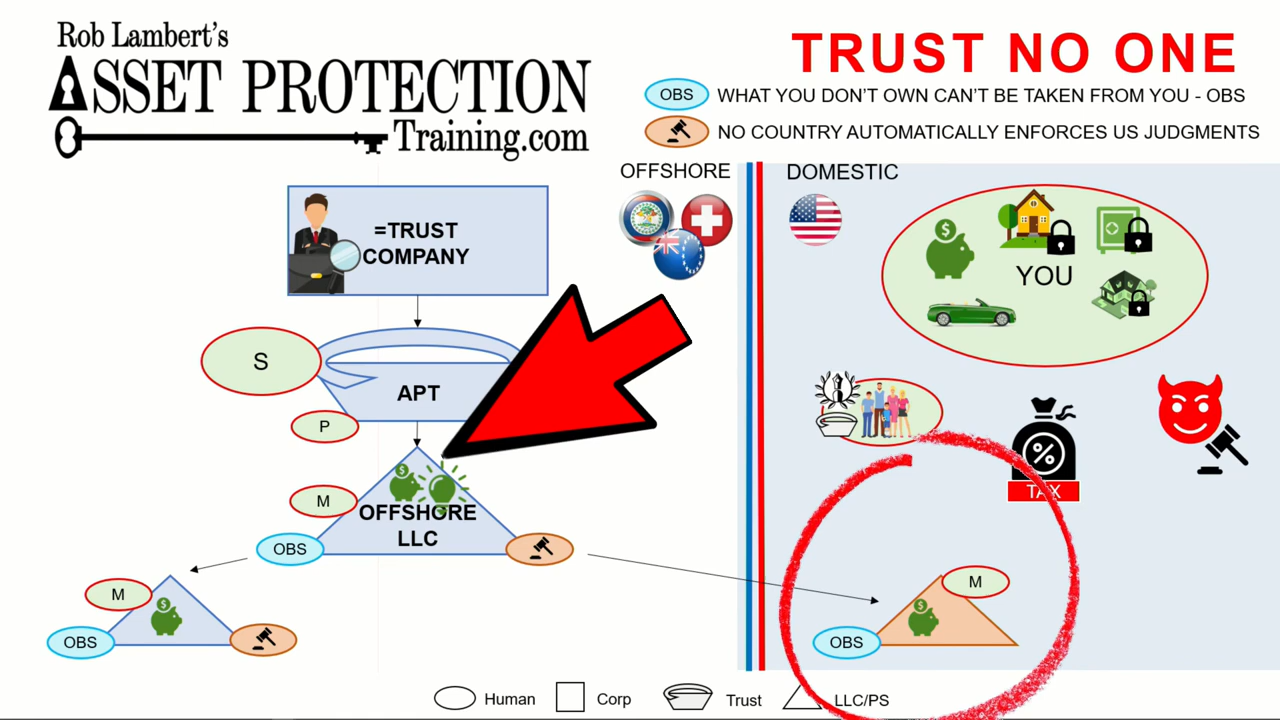 Rob Lambert's
ASSET PROTECTION
Training.com
TRUST NO ONE
OBS WHAT YOU DON'T OWN CAN'T BE TAKEN FROM YOU - OBS
NO COUNTRY AUTOMATICALLY ENFORCES US JUDGMENTS
OFFSHORE
DOMESTIC
=TRUST
COMPANY
YOU
S
APT
P
M
OFFSHORE
LLC
OBS
M
OBS
TAX
M
OBS
Human
Corp
Trust
LLC/PS